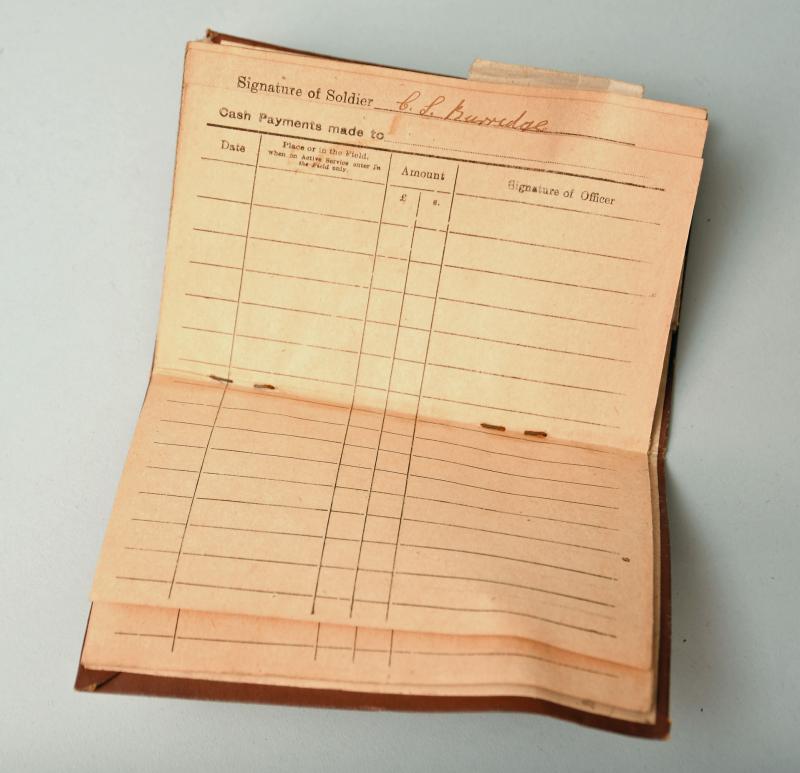 Signature of Soldier C. L. Burridge
Cash Payments made to
Date
Place or in the Field,
when on Active Service enter In
the Field only.
Amount
£ s.
Signature of Officer